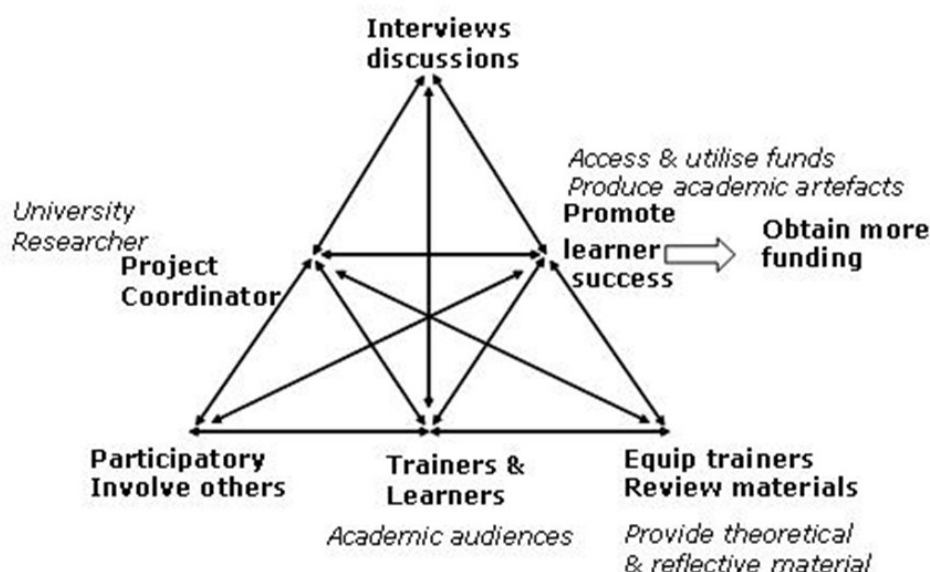 Interviews
discussions
Access & utilise funds
Produce academic artefacts
University
Researcher
Promote
learner
success
Obtain more
funding
Project
Coordinator
Participatory
Involve others
Trainers &
Learners
Equip trainers
Review materials
Academic audiences
Provide theoretical
& reflective material